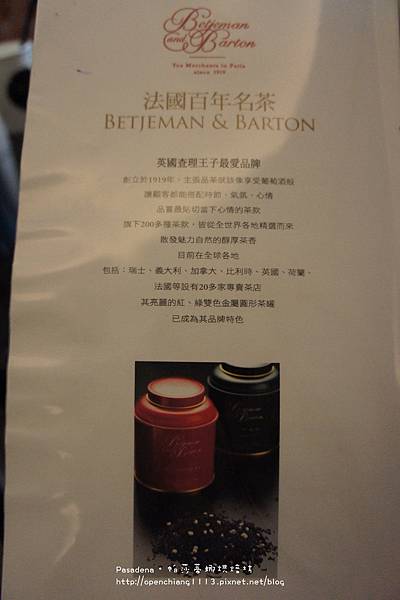 Betjeman
and
Barton
Tea Merchants in Paris
since 1919
法國百年名茶
BETJEMAN & BARTON
英國查理王子最愛品牌
創立於1919年，主張品茶就該像享受葡萄酒般
讓顧客都能搭配時節、氣氛、心情
品嘗最貼切當下心情的茶款
旗下200多種茶款，皆從全世界各地精選而來
散發魅力自然的醇厚茶香
目前在全球各地
包括：瑞士、義大利、加拿大、比利時、英國、荷蘭、
法國等設有20多家專賣茶店
其亮麗的紅、綠雙色金屬圓形茶罐
已成為其品牌特色
Betjeman
and
Barton
Pasadena。帕莎蒂娜烘焙坊
http://openchiang1113.pixnet.net/blog